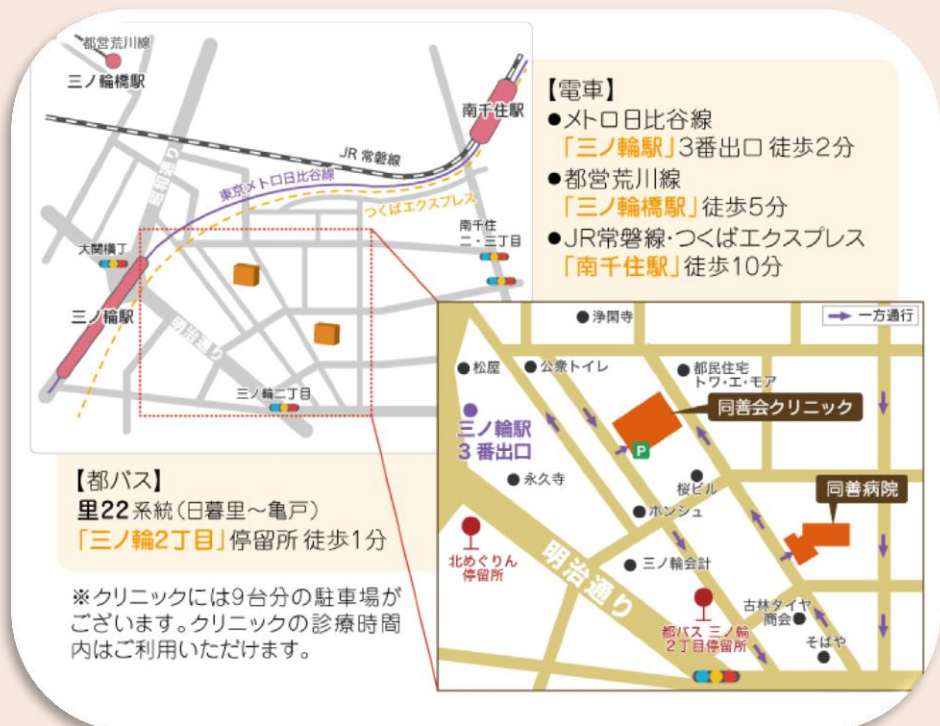 都営荒川線
三ノ輪橋駅
南千住駅
JR 常磐線
東京メトロ日比谷線
つくばエクスプレス
南千住
二・三丁目
大関横丁
三ノ輪駅
明治通り
三ノ輪二丁目
【電車】
●メトロ日比谷線
「三ノ輪駅」3番出口 徒歩2分
●都営荒川線
「三ノ輪橋駅」徒歩5分
●JR常磐線・つくばエクスプレス
「南千住駅」徒歩10分
【都バス】
里22系統(日暮里〜亀戸)
「三ノ輪2丁目」停留所 徒歩1分
※クリニックには9台分の駐車場が
ございます。クリニックの診療時間
内はご利用いただけます。
浄閑寺
一方通行
松屋
公衆トイレ
都民住宅
トワ・エ・モア
同善会クリニック
三ノ輪駅
3番出口
P
永久寺
桜ビル
同善病院
ボンシュ
北めぐりん
停留所
明治通り
三ノ輪会計
古林タイヤ
商会
都バス 三ノ輪
2丁目停留所
そばや